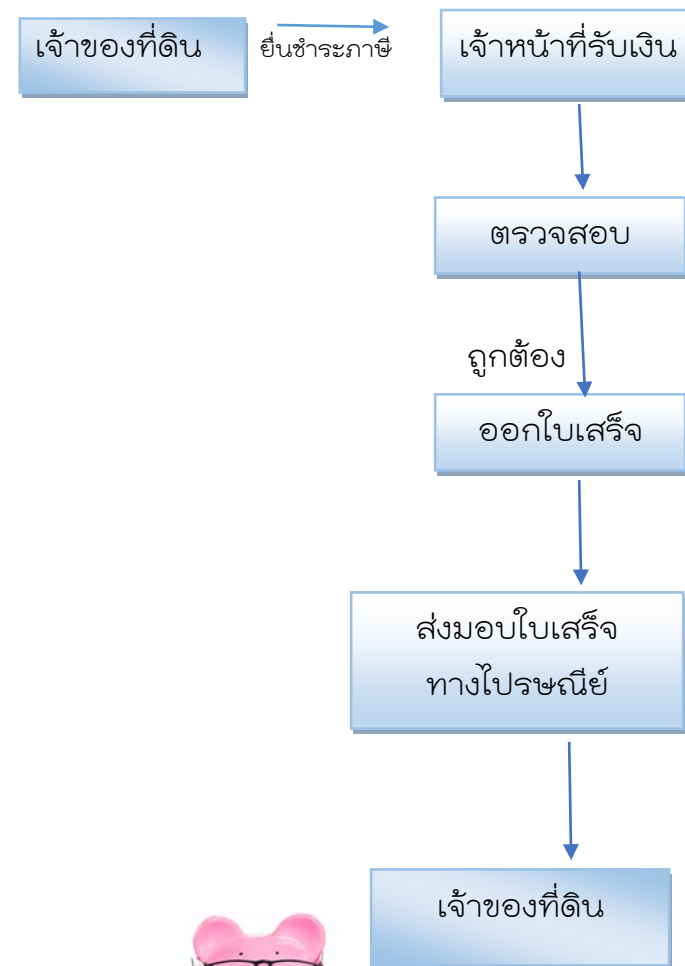 เจ้าของที่ดิน
ยื่นชำระภาษี
เจ้าหน้าที่รับเงิน
ตรวจสอบ
ถูกต้อง
ออกใบเสร็จ
ส่งมอบใบเสร็จ
ทางไปรษณีย์
เจ้าของที่ดิน